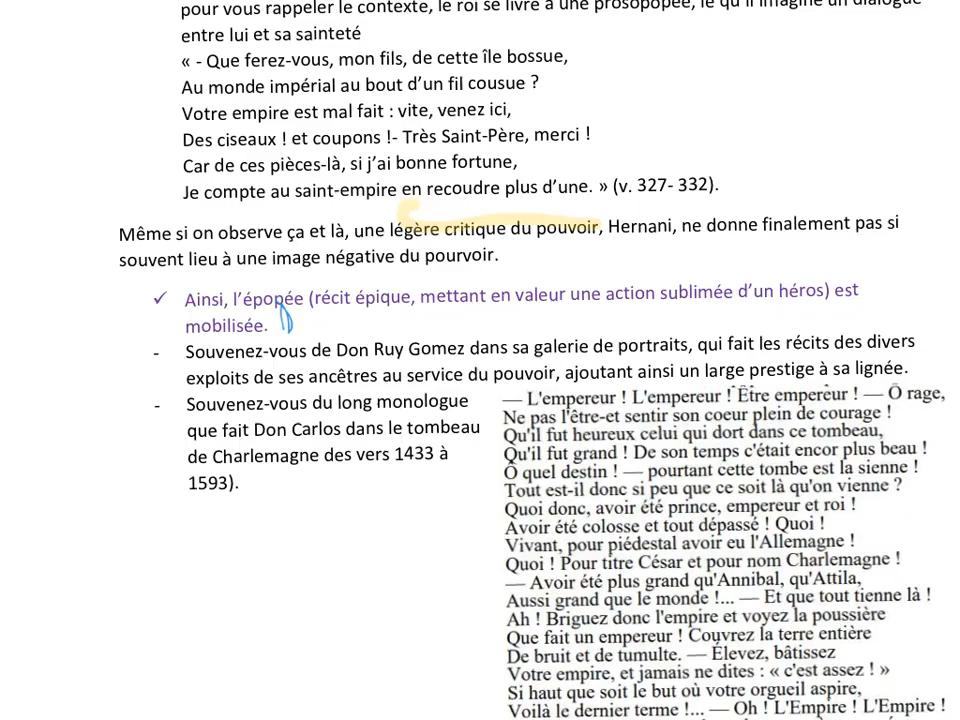 pour vous rappeler le contexte, le roi se livre à une prosopopée, le qu'il imagine un dialogue
entre lui et sa sainteté
« - Que ferez-vous, mon fils, de cette île bossue,
Au monde impérial au bout d'un fil cousue ?
Votre empire est mal fait : vite, venez ici,
Des ciseaux ! et coupons !- Très Saint-Père, merci !
Car de ces pièces-là, si j'ai bonne fortune,
Je compte au saint-empire en recoudre plus d'une. » (v. 327- 332).
Même si on observe ça et là, une légère critique du pouvoir, Hernani, ne donne finalement pas si
souvent lieu à une image négative du pourvoir.
✓ Ainsi, l'épopée (récit épique, mettant en valeur une action sublimée d'un héros) est
mobilisée.
- Souvenez-vous de Don Ruy Gomez dans sa galerie de portraits, qui fait les récits des divers
exploits de ses ancêtres au service du pouvoir, ajoutant ainsi un large prestige à sa lignée.
- Souvenez-vous du long monologue
que fait Don Carlos dans le tombeau
de Charlemagne des vers 1433 à
1593).
— L'empereur ! L'empereur ! Être empereur ! — Ô rage,
Ne pas l'être-et sentir son coeur plein de courage !
Qu'il fut heureux celui qui dort dans ce tombeau,
Qu'il fut grand ! De son temps c'était encor plus beau !
Ô quel destin ! — pourtant cette tombe est la sienne !
Tout est-il donc si peu que ce soit là qu'on vienne ?
Quoi donc, avoir été prince, empereur et roi !
Avoir été colosse et tout dépassé ! Quoi !
Vivant, pour piédestal avoir eu l'Allemagne !
Quoi ! Pour titre César et pour nom Charlemagne !
— Avoir été plus grand qu'Annibal, qu'Attila,
Aussi grand que le monde !... — Et que tout tienne là !
Ah ! Briguez donc l'empire et voyez la poussière
Que fait un empereur ! Couvrez la terre entière
De bruit et de tumulte. — Élevez, bâtissez
Votre empire, et jamais ne dites : « c'est assez ! »
Si haut que soit le but où votre orgueil aspire,
Voilà le dernier terme !... — Oh ! L'Empire ! L'Empire !